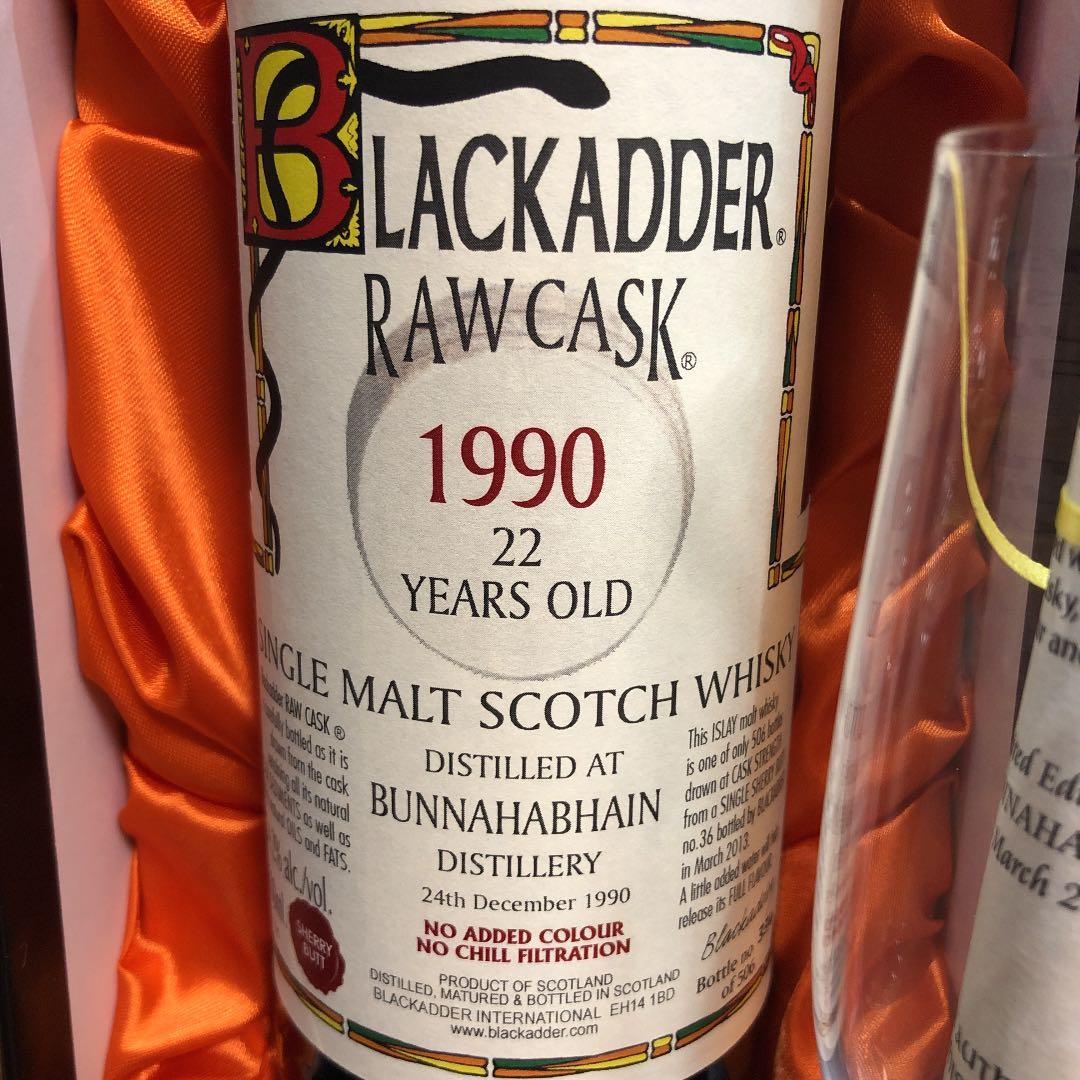 BLACKADDER®
RAW CASK®
1990
22
YEARS OLD
SINGLE MALT SCOTCH WHISKY
DISTILLED AT
BUNNAHABHAIN
DISTILLERY
24th December 1990
NO ADDED COLOUR
NO CHILL FILTRATION
PRODUCT OF SCOTLAND
DISTILLED, MATURED & BOTTLED IN SCOTLAND
BLACKADDER INTERNATIONAL EH14 1BD
www.blackadder.com
RAW CASK ®
bottled as it is
from the cask
all its natural
as well as
OILS and FATS.
alc/vol.
SHERRY
BUTT
This ISLAY malt whisky
is one of only 506 bottles
drawn at CASK STRENGTH
from a SINGLE SHERRY
no.36 bottled by
in March 2013.
A little added water will
release its FULL FLAVOUR.
Bottle no.
of 506
March